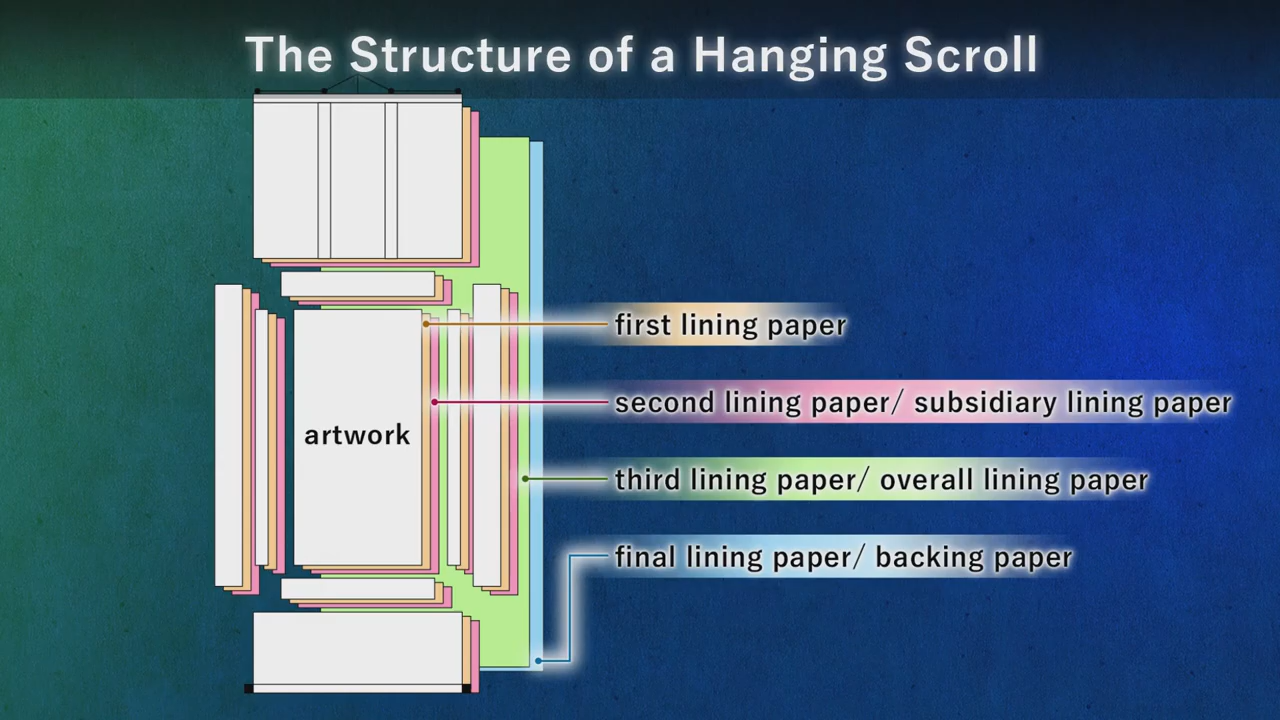 The Structure of a Hanging Scroll
first lining paper
second lining paper/ subsidiary lining paper
artwork
third lining paper/ overall lining paper
final lining paper/ backing paper